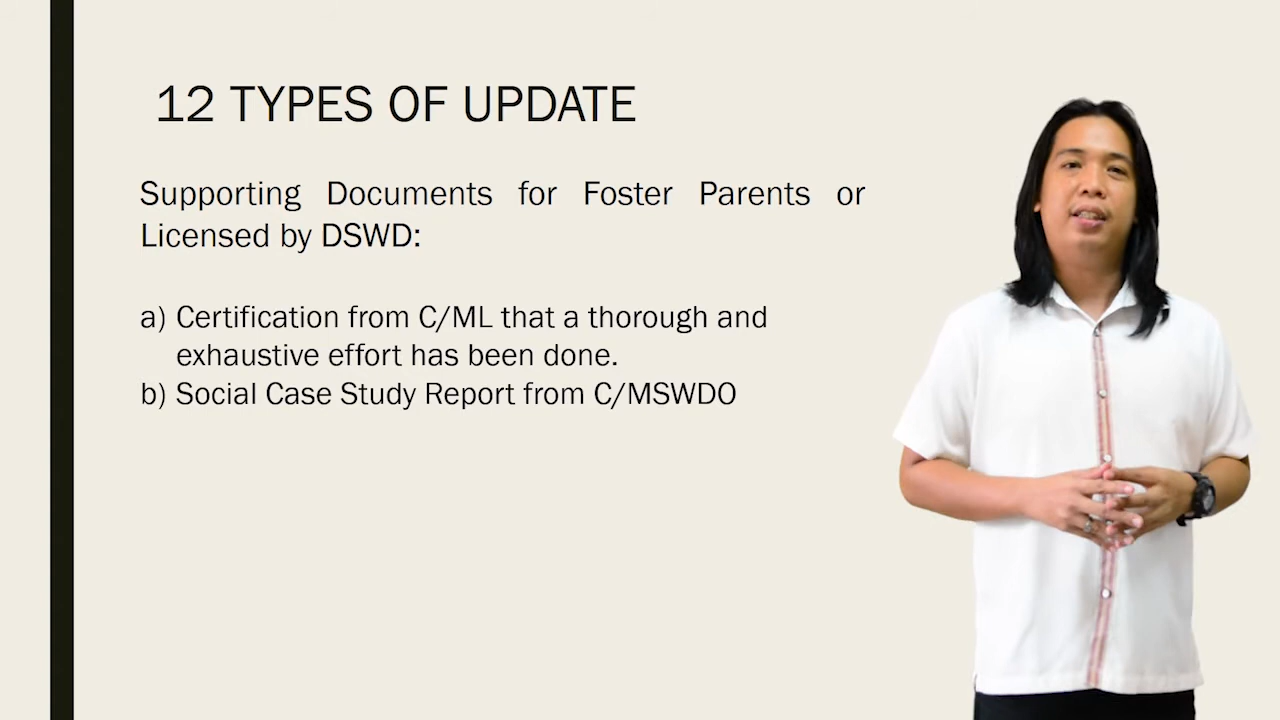 12 TYPES OF UPDATE
Supporting Documents for Foster Parents or
Licensed by DSWD:
a) Certification from C/ML that a thorough and
exhaustive effort has been done.
b) Social Case Study Report from C/MSWDO